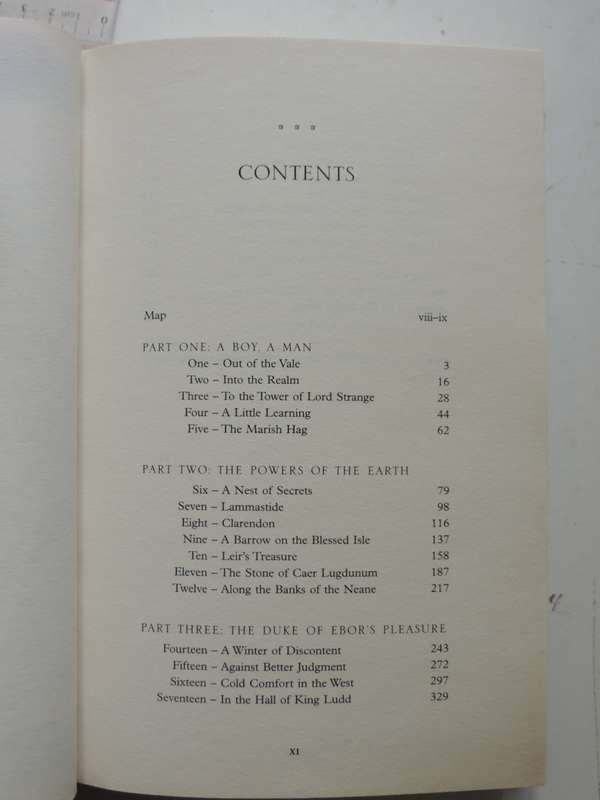 0 1cm 2 3
CONTENTS
Map viii–ix
PART ONE: A BOY, A MAN
One – Out of the Vale 3
Two – Into the Realm 16
Three – To the Tower of Lord Strange 28
Four – A Little Learning 44
Five – The Marish Hag 62
PART TWO: THE POWERS OF THE EARTH
Six – A Nest of Secrets 79
Seven – Lammastide 98
Eight – Clarendon 116
Nine – A Barrow on the Blessed Isle 137
Ten – Leir's Treasure 158
Eleven – The Stone of Caer Lugdunum 187
Twelve – Along the Banks of the Neane 217
PART THREE: THE DUKE OF EBOR'S PLEASURE
Fourteen – A Winter of Discontent 243
Fifteen – Against Better Judgment 272
Sixteen – Cold Comfort in the West 297
Seventeen – In the Hall of King Ludd 329
XI